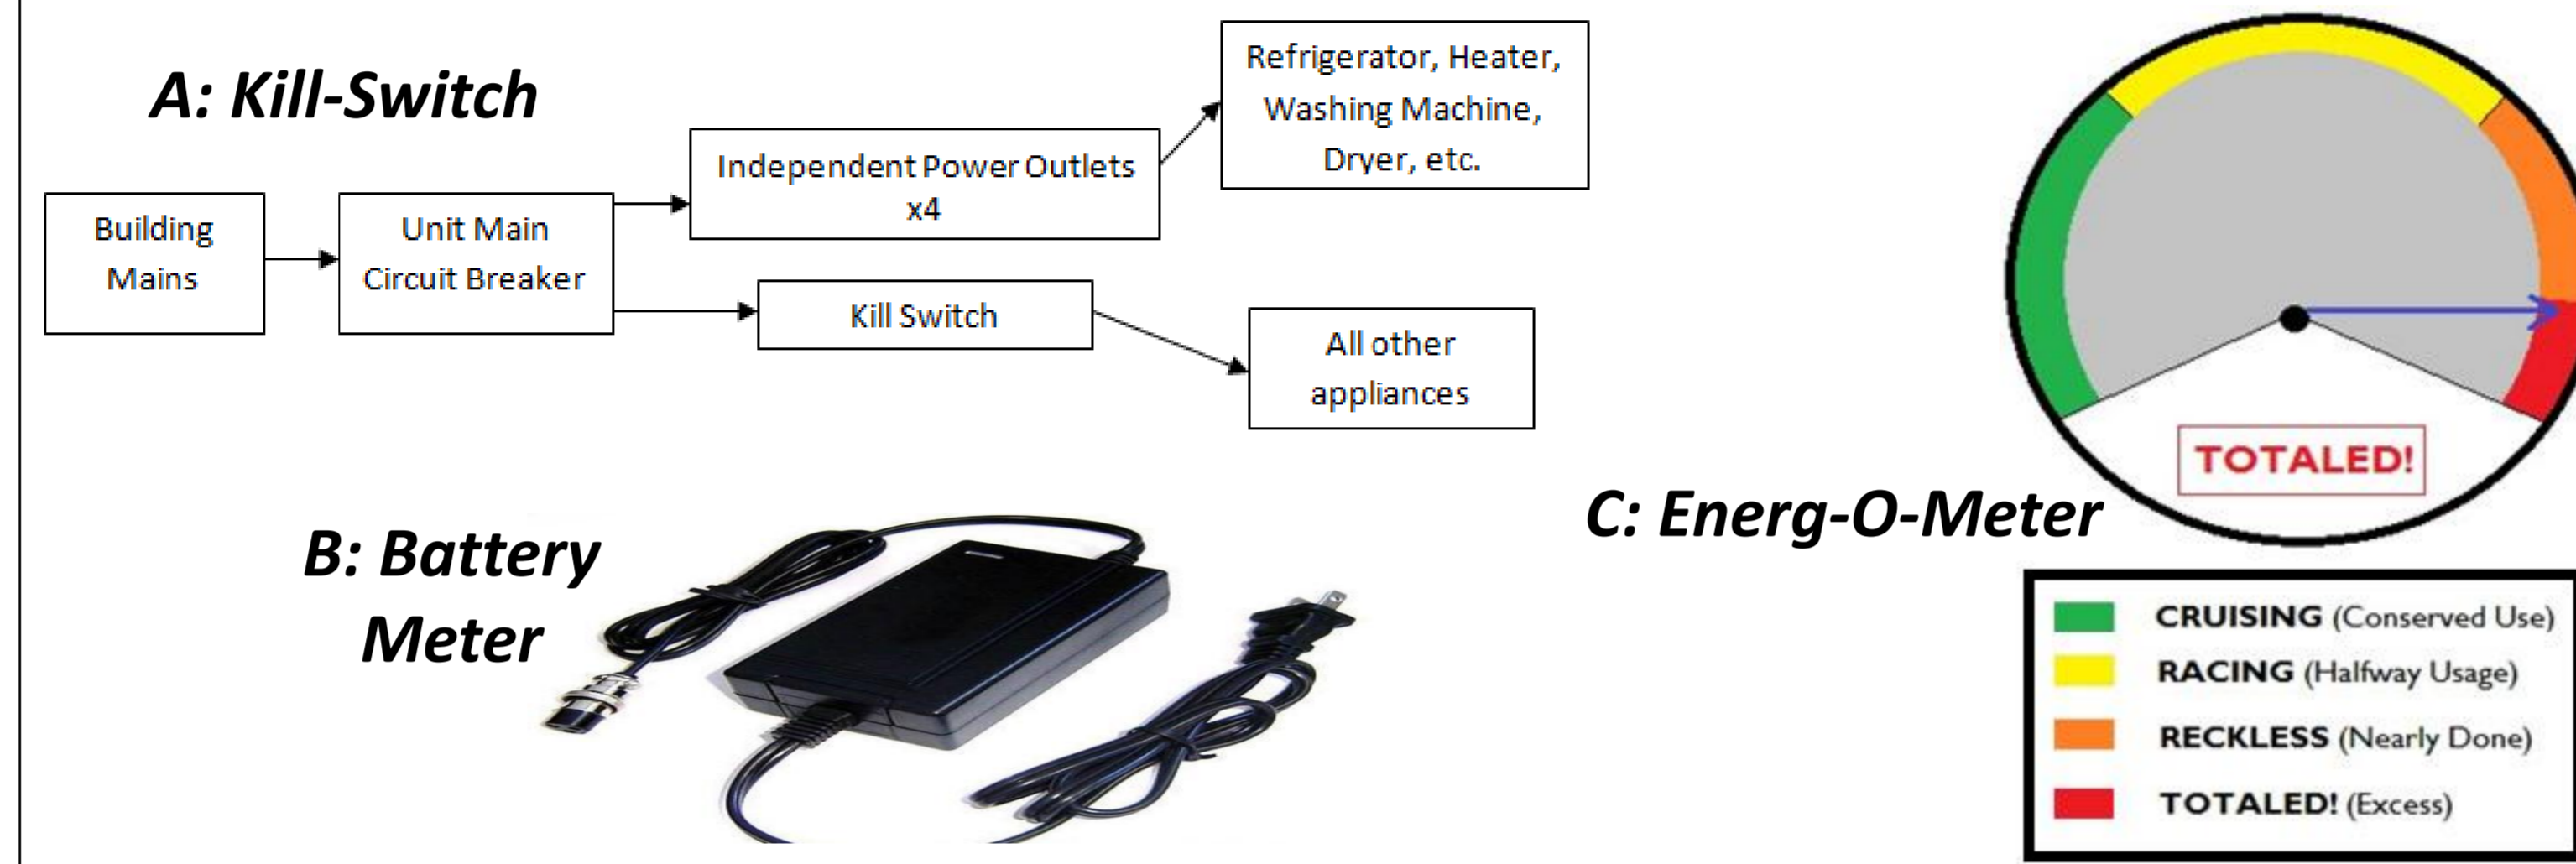 A: Kill-Switch
Building
Mains
Unit Main
Circuit Breaker
Independent Power Outlets
x4
Refrigerator, Heater,
Washing Machine,
Dryer, etc.
Kill Switch
All other
appliances
B: Battery
Meter
C: Energ-O-Meter
TOTALED!
CRUISING (Conserved Use)
RACING (Halfway Usage)
RECKLESS (Nearly Done)
TOTALED! (Excess)